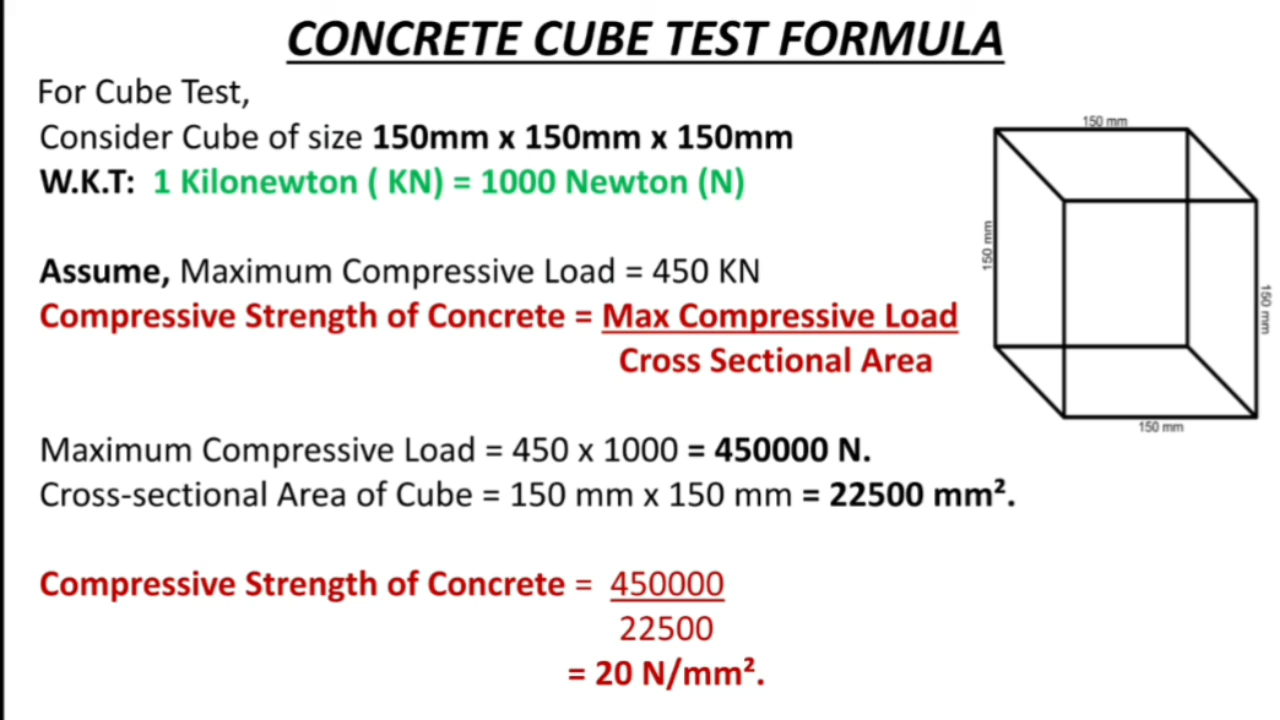 CONCRETE CUBE TEST FORMULA
For Cube Test,
Consider Cube of size 150mm x 150mm x 150mm
W.K.T: 1 Kilonewton ( KN) = 1000 Newton (N)
Assume, Maximum Compressive Load = 450 KN
Compressive Strength of Concrete = Max Compressive Load
Cross Sectional Area
Maximum Compressive Load = 450 x 1000 = 450000 N.
Cross-sectional Area of Cube = 150 mm x 150 mm = 22500 mm².
Compressive Strength of Concrete = 450000
22500
= 20 N/mm².
150 mm
150 mm
150 mm
150 mm